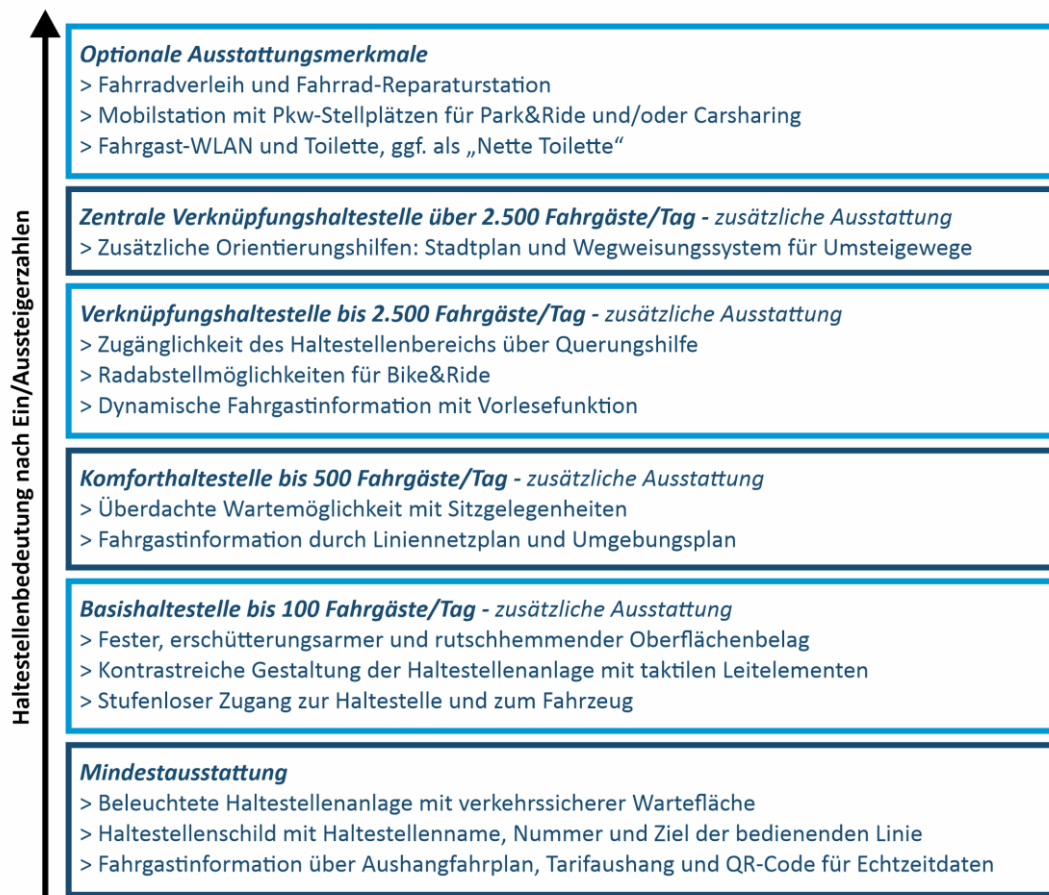 Haltestellenbedeutung nach Ein/Aussteigerzahlen
Optionale Ausstattungsmerkmale
> Fahrradverleih und Fahrrad-Reparaturstation
> Mobilstation mit Pkw-Stellplätzen für Park&Ride und/oder Carsharing
> Fahrgast-WLAN und Toilette, ggf. als „Nette Toilette“
Zentrale Verknüpfungshaltestelle über 2.500 Fahrgäste/Tag - zusätzliche Ausstattung
> Zusätzliche Orientierungshilfen: Stadtplan und Wegweisungssystem für Umsteigewege
Verknüpfungshaltestelle bis 2.500 Fahrgäste/Tag - zusätzliche Ausstattung
> Zugänglichkeit des Haltestellenbereichs über Querungshilfe
> Radabstellmöglichkeiten für Bike&Ride
> Dynamische Fahrgastinformation mit Vorlesefunktion
Komforthaltestelle bis 500 Fahrgäste/Tag - zusätzliche Ausstattung
> Überdachte Wartemöglichkeit mit Sitzgelegenheiten
> Fahrgastinformation durch Liniennetzplan und Umgebungsplan
Basishaltestelle bis 100 Fahrgäste/Tag - zusätzliche Ausstattung
> Fester, erschütterungsarmer und rutschhemmender Oberflächenbelag
> Kontrastreiche Gestaltung der Haltestellenanlage mit taktilen Leitelementen
> Stufenloser Zugang zur Haltestelle und zum Fahrzeug
Mindestausstattung
> Beleuchtete Haltestellenanlage mit verkehrssicherer Wartefläche
> Haltestellenschild mit Haltestellenname, Nummer und Ziel der bedienenden Linie
> Fahrgastinformation über Aushangfahrplan, Tarifaushang und QR-Code für Echtzeitdaten